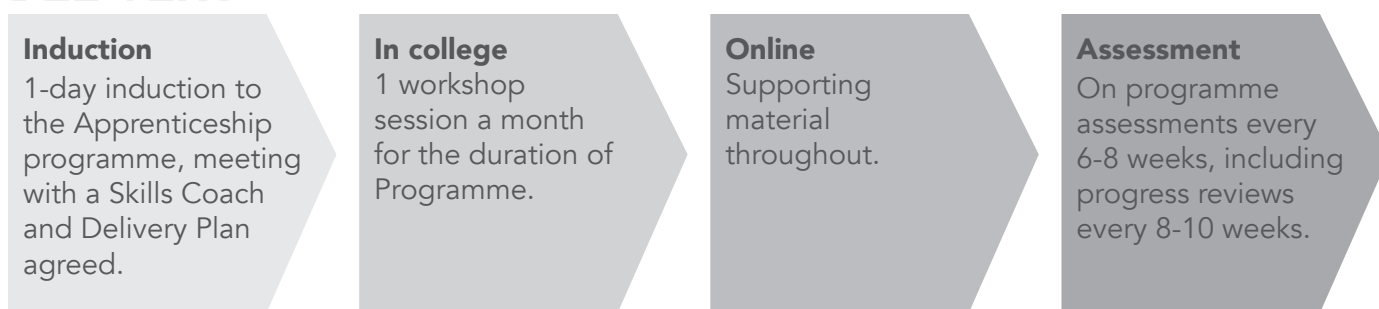 Induction
1-day induction to
the Apprenticeship
programme, meeting
with a Skills Coach
and Delivery Plan
agreed.
In college
1 workshop
session a month
for the duration of
Programme.
Online
Supporting
material
throughout.
Assessment
On programme
assessments every
6-8 weeks, including
progress reviews
every 8-10 weeks.